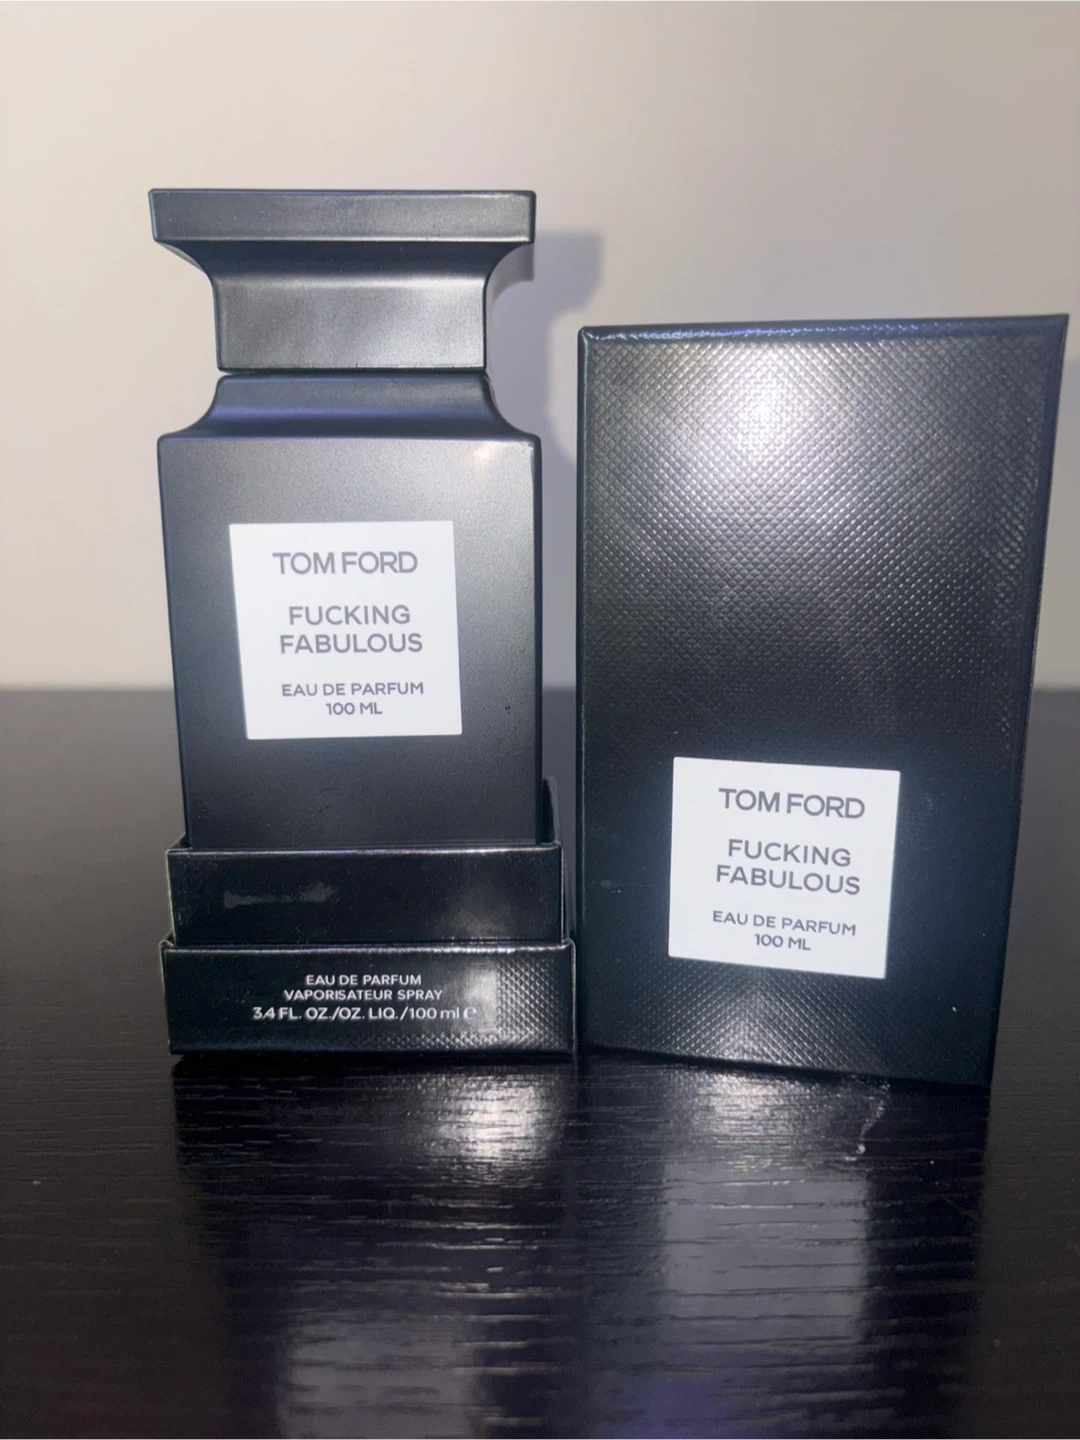 TOM FORD
FUCKING
FABULOUS
EAU DE PARFUM
100 ML
EAU DE PARFUM
VAPORISATEUR SPRAY
3.4 FL. OZ./OZ. LIQ./100 ml e
TOM FORD
FUCKING
FABULOUS
EAU DE PARFUM
100 ML